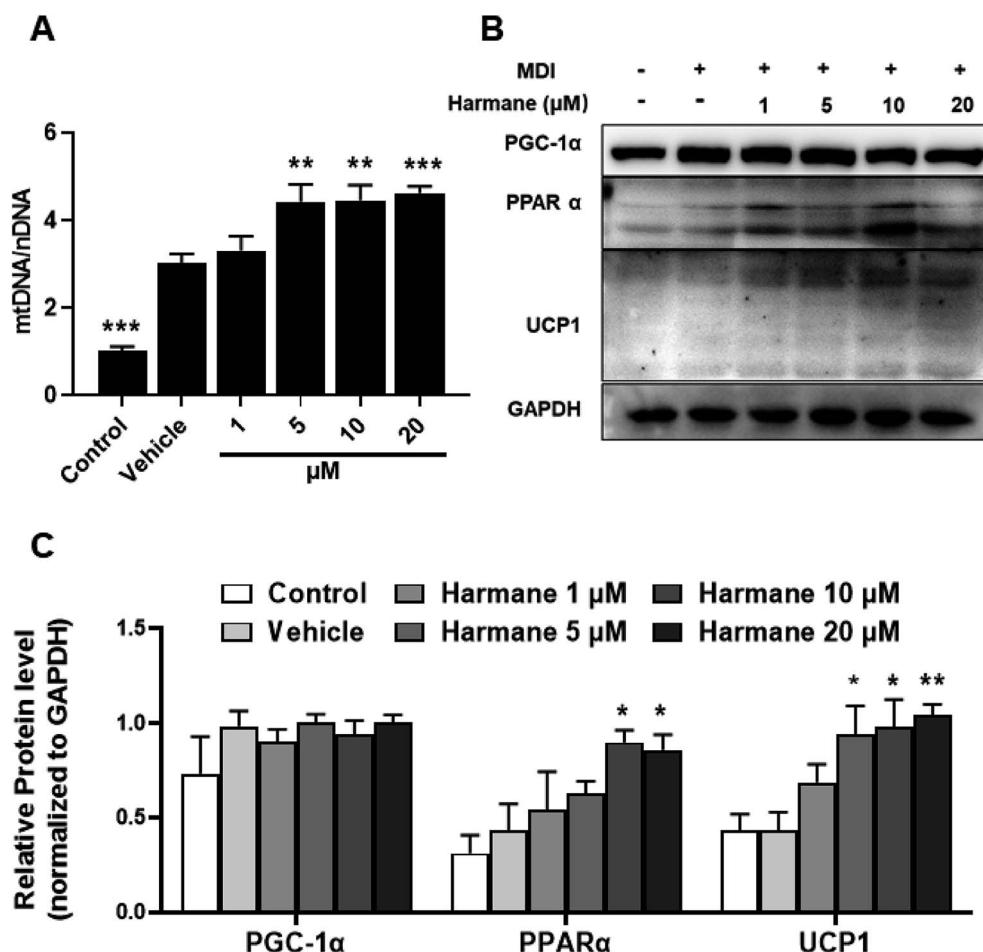 A
mtDNA/nDNA
6
4
2
0
***
**
**
***
Control
Vehicle
1
5
10
20
μM
B
MDI - + + + + +
Harmane (μM) - - 1 5 10 20
PGC-1α
PPAR α
UCP1
GAPDH
C
Control Harmane 1 μM Harmane 10 μM
Vehicle Harmane 5 μM Harmane 20 μM
Relative Protein level
(normalized to GAPDH)
1.5
1.0
0.5
0.0
* *
* * **
PGC-1α PPARα UCP1